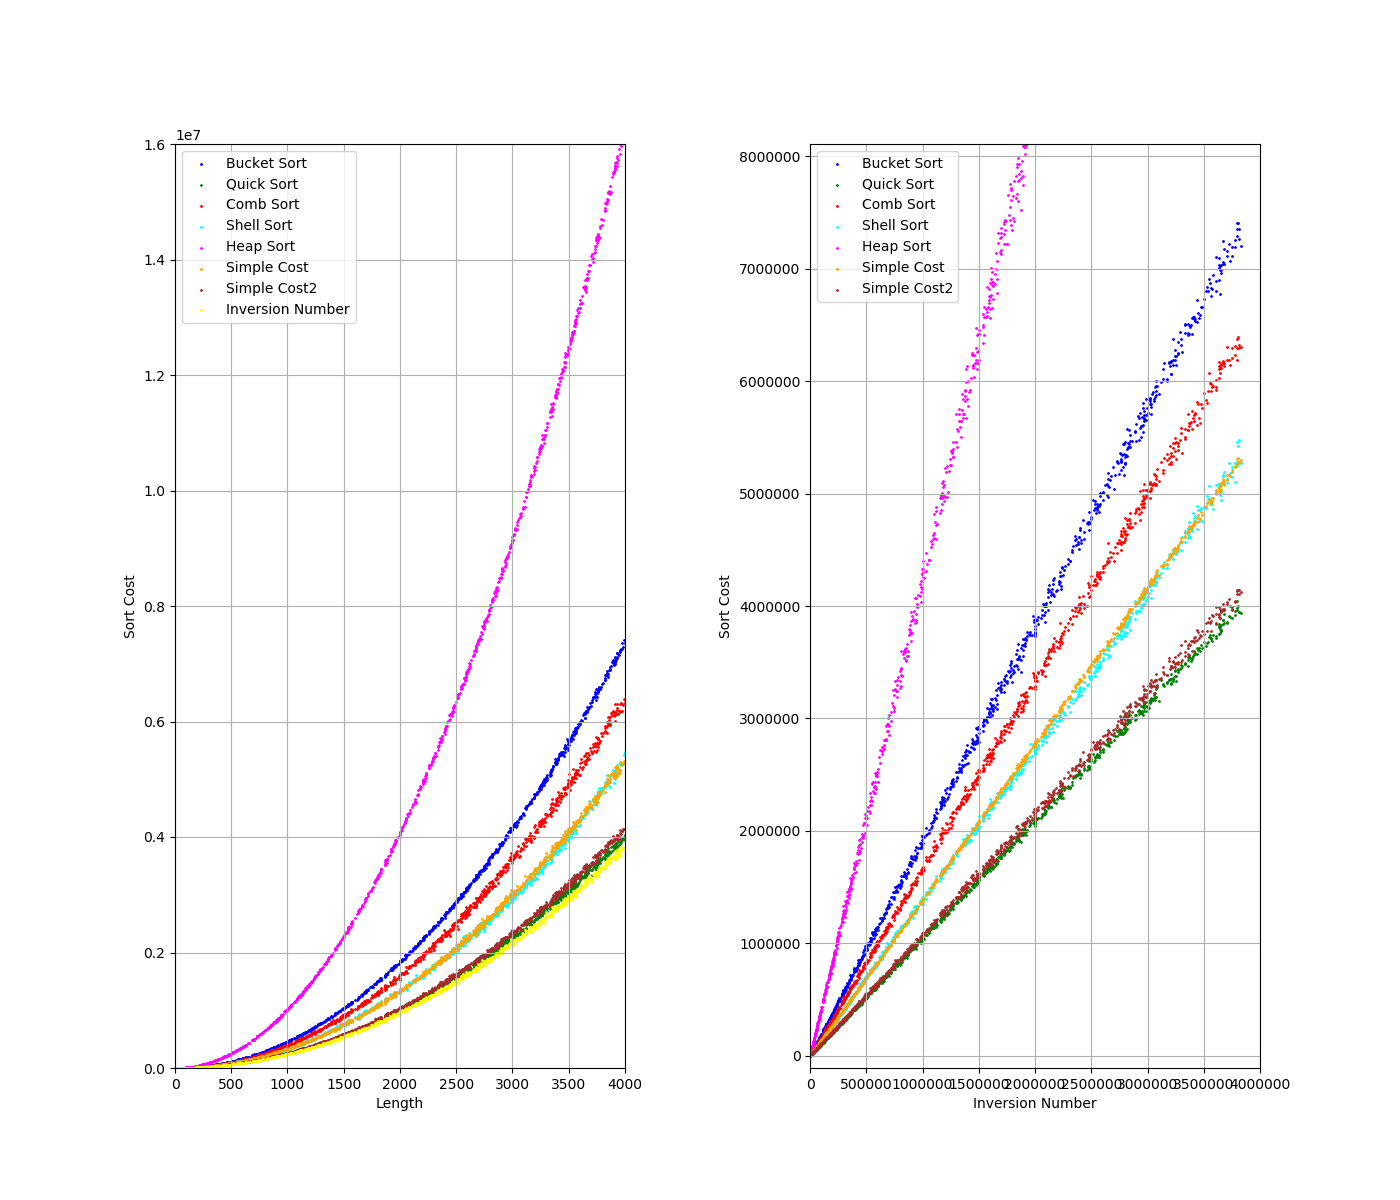 1e7
1.6
1.4
1.2
1.0
0.8
0.6
0.4
0.2
0.0
Sort Cost
Bucket Sort
Quick Sort
Comb Sort
Shell Sort
Heap Sort
Simple Cost
Simple Cost2
Inversion Number
0 500 1000 1500 2000 2500 3000 3500 4000
Length
8000000
7000000
6000000
5000000
4000000
3000000
2000000
1000000
0
Sort Cost
Bucket Sort
Quick Sort
Comb Sort
Shell Sort
Heap Sort
Simple Cost
Simple Cost2
0 500000 1000000 1500000 2000000 2500000 3000000 3500000 4000000
Inversion Number